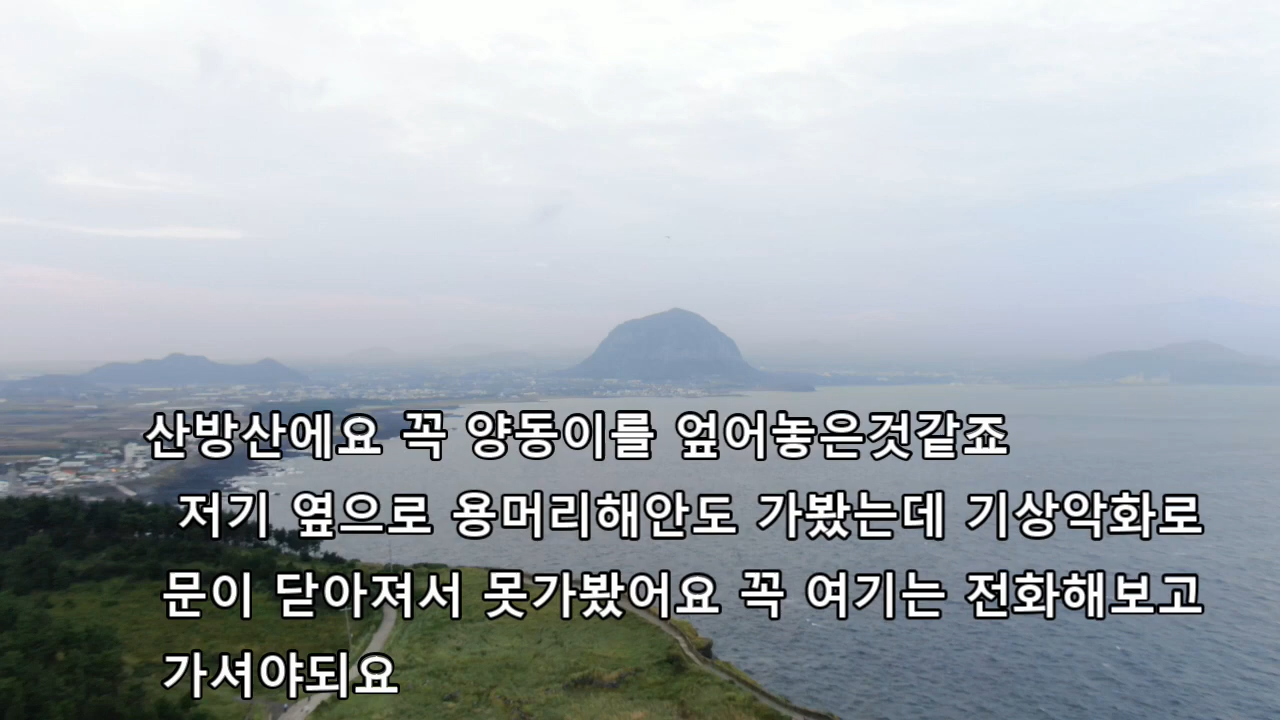 산방산에요 꼭 양동이를 엎어놓은것같죠
저기 옆으로 용머리해안도 가봤는데 기상악화로
문이 닫아져서 못가봤어요 꼭 여기는 전화해보고
가셔야되요